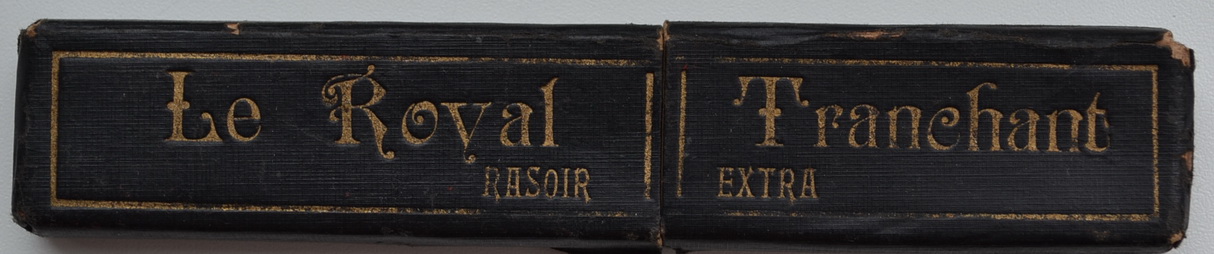 Le Royal Tranchant
RASOIR EXTRA